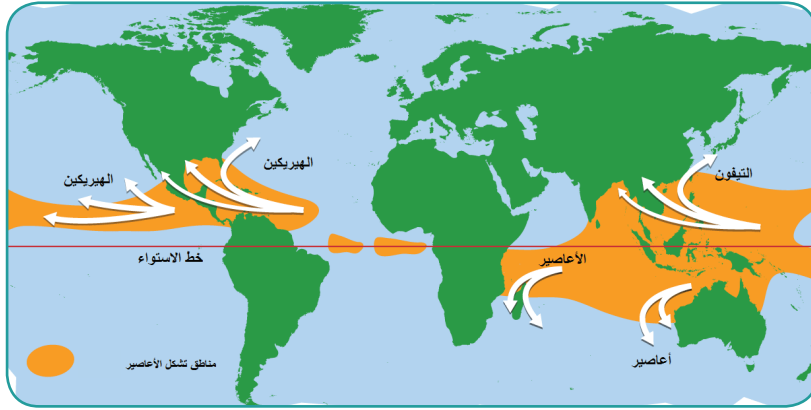 الهيريكين
الهيريكين
التيفون
خط الاستواء
الأعاصير
أعاصير
مناطق تشكل الأعاصير